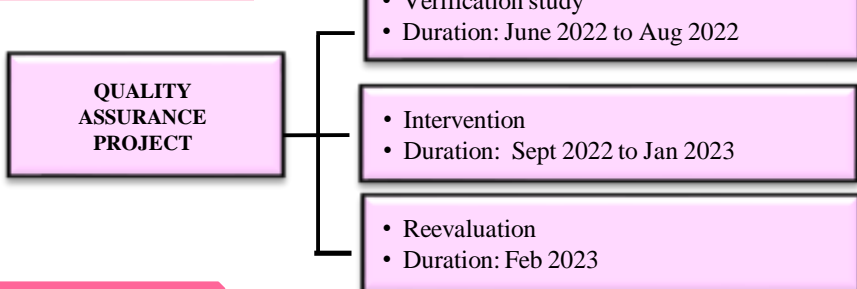 • Verification study
• Duration: June 2022 to Aug 2022
QUALITY
ASSURANCE
PROJECT
• Intervention
• Duration:  Sept 2022 to Jan 2023
• Reevaluation
• Duration: Feb 2023